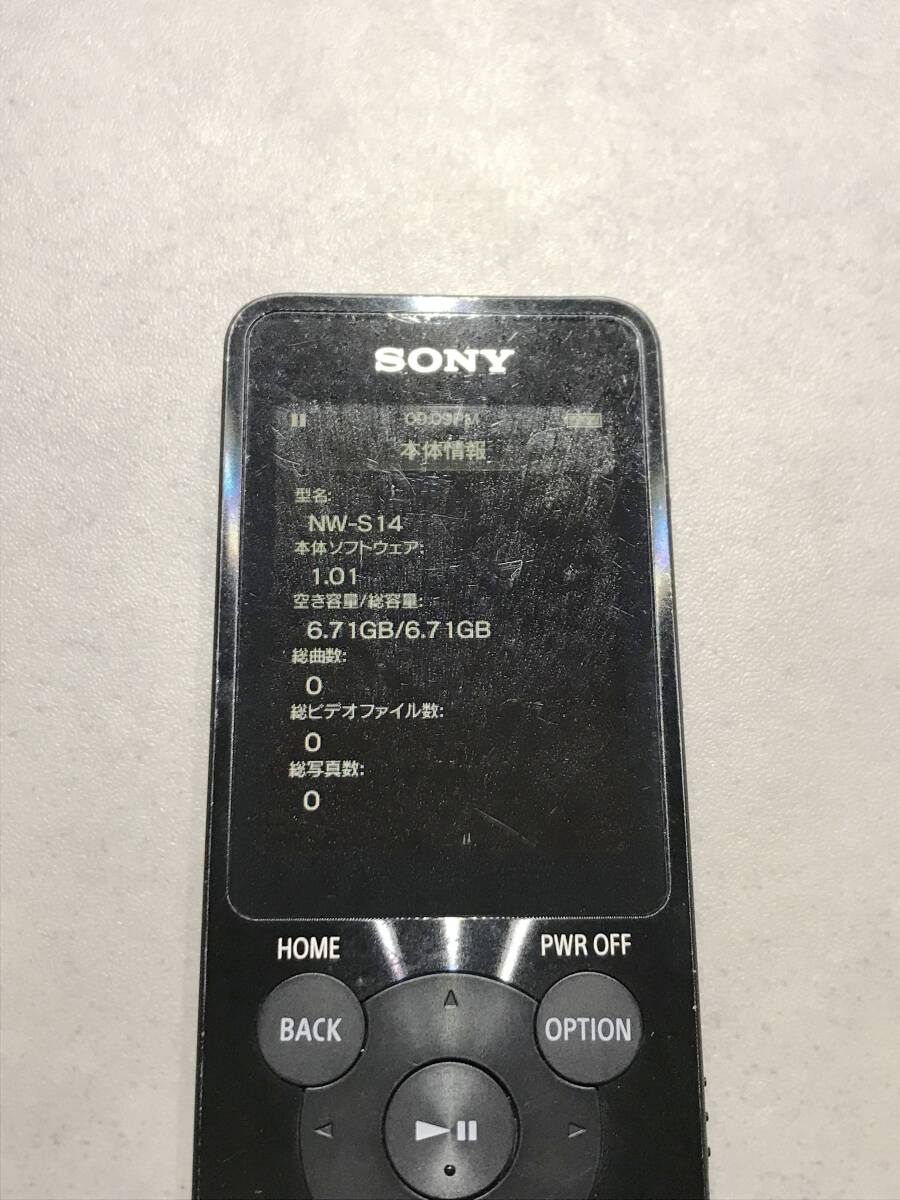 SONY
09:09PM
本体情報
型名:
NW-S14
本体ソフトウェア:
1.01
空き容量/総容量:
6.71GB/6.71GB
総曲数:
0
総ビデオファイル数:
0
総写真数:
0
HOME PWR OFF
BACK OPTION